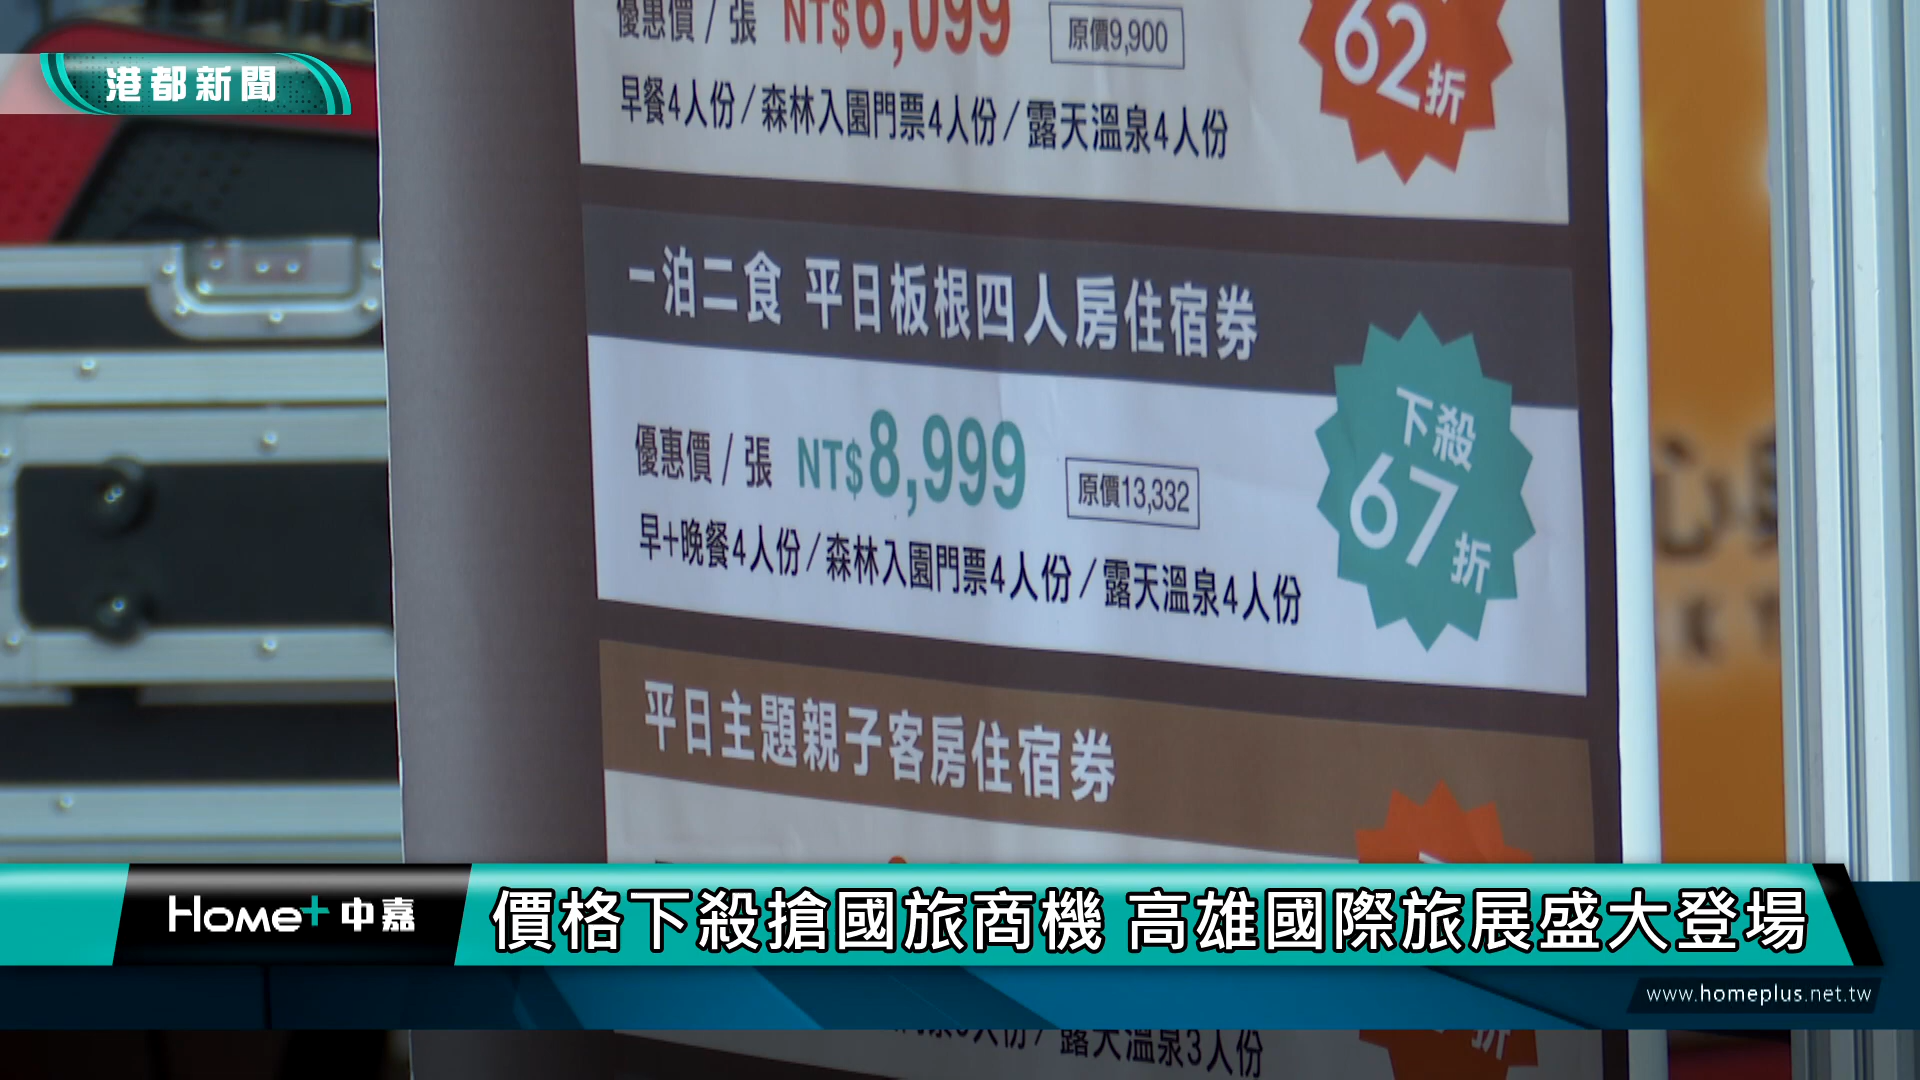 優惠價 / 張 NT$6,099 原價9,900 62折
早餐4人份 / 森林入園門票4人份 / 露天溫泉4人份
港都新聞
一泊二食 平日板根四人房住宿券
下殺
67折
優惠價 / 張 NT$8,999 原價13,332
早+晚餐4人份 / 森林入園門票4人份 / 露天溫泉4人份
平日主題親子客房住宿券
Home+ 中嘉
價格下殺搶國旅商機 高雄國際旅展盛大登場
www.homeplus.net.tw
3人份 / 露天溫泉3人份
折